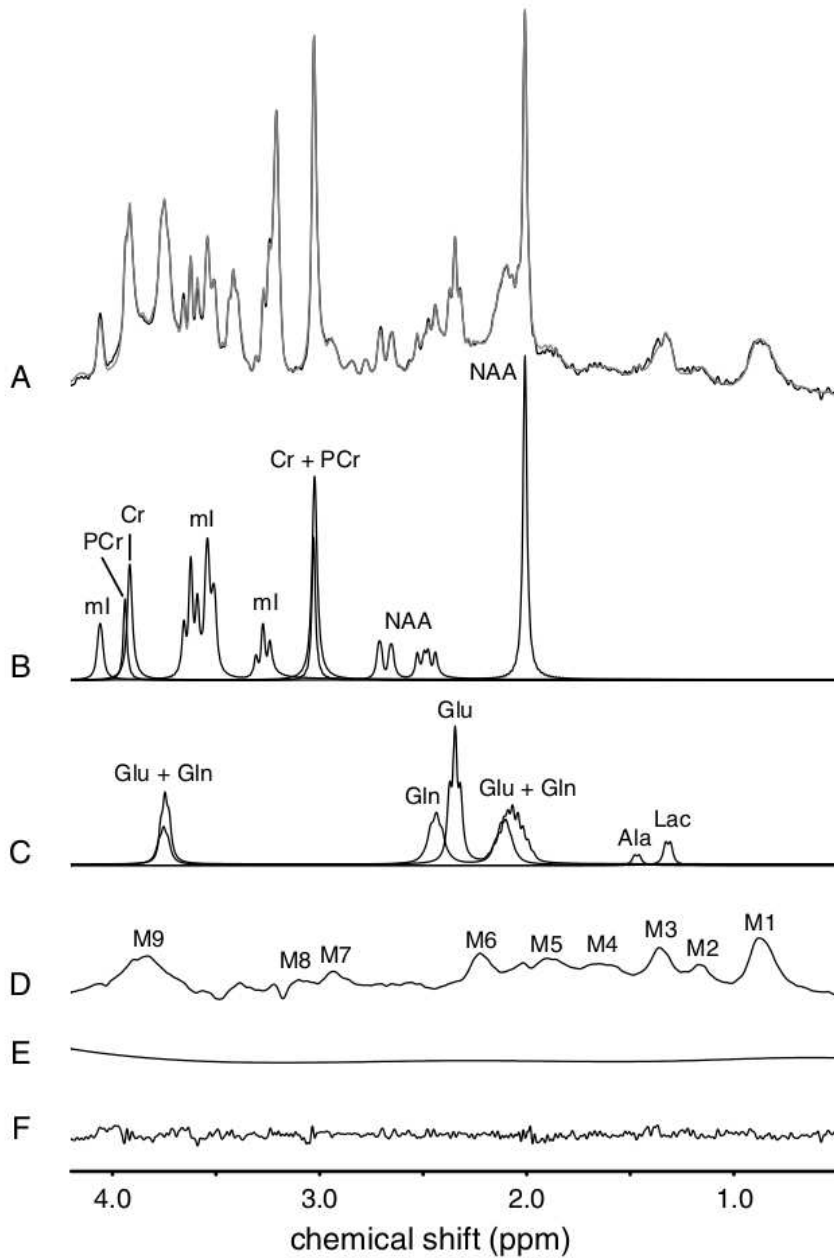 A
NAA
Cr + PCr
Cr
mI
PCr
mI
mI
NAA
B
Glu
Glu + Gln
Gln
Glu + Gln
Ala
Lac
C
M9
M8
M7
M6
M5
M4
M3
M2
M1
D
E
F
4.0 3.0 2.0 1.0
chemical shift (ppm)